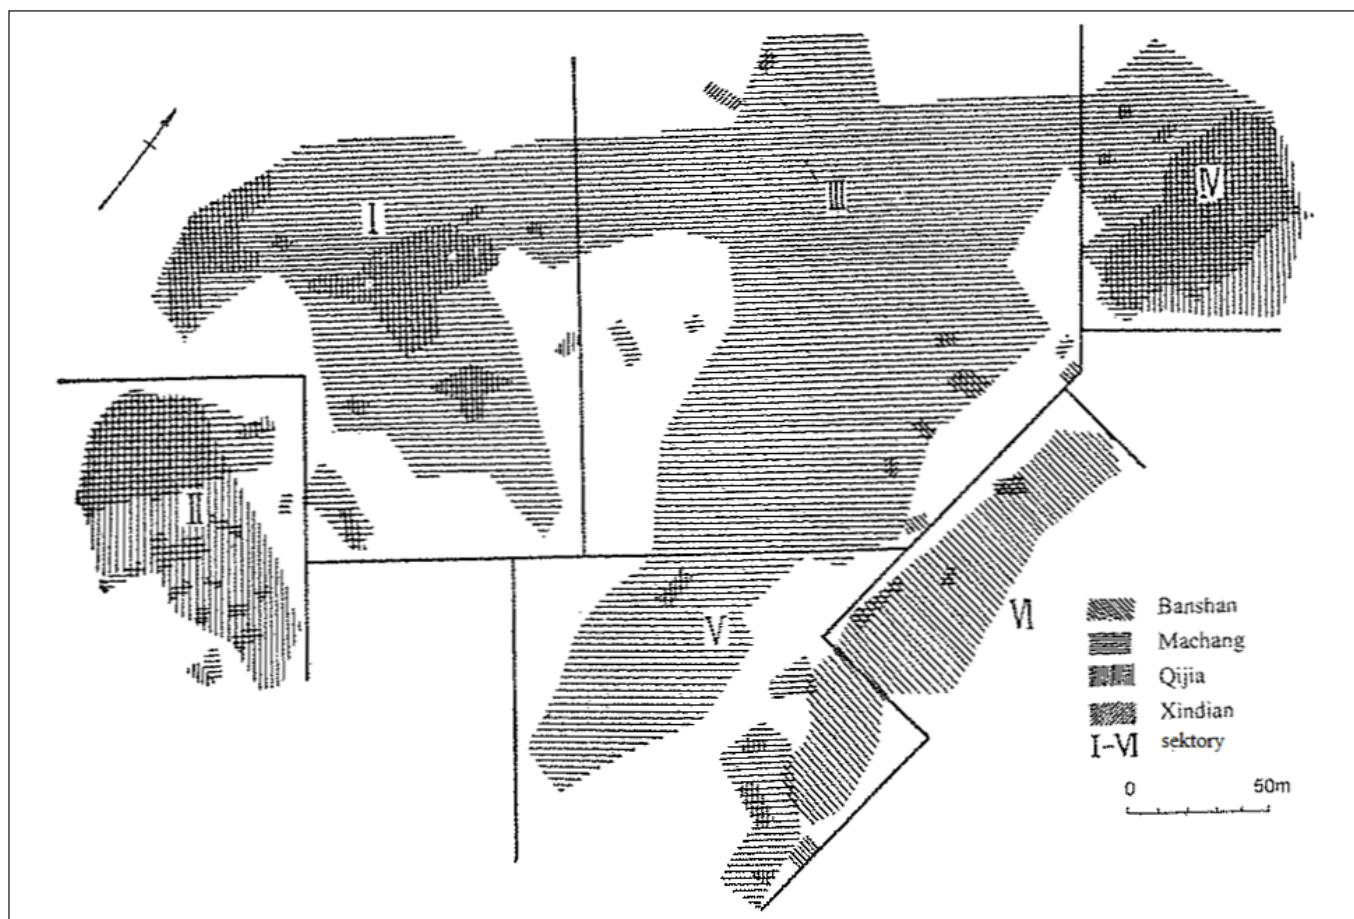 I
III
IV
II
V
VI
Banshan
Machang
Qijia
Xindian
I-VI sektory
0 50m